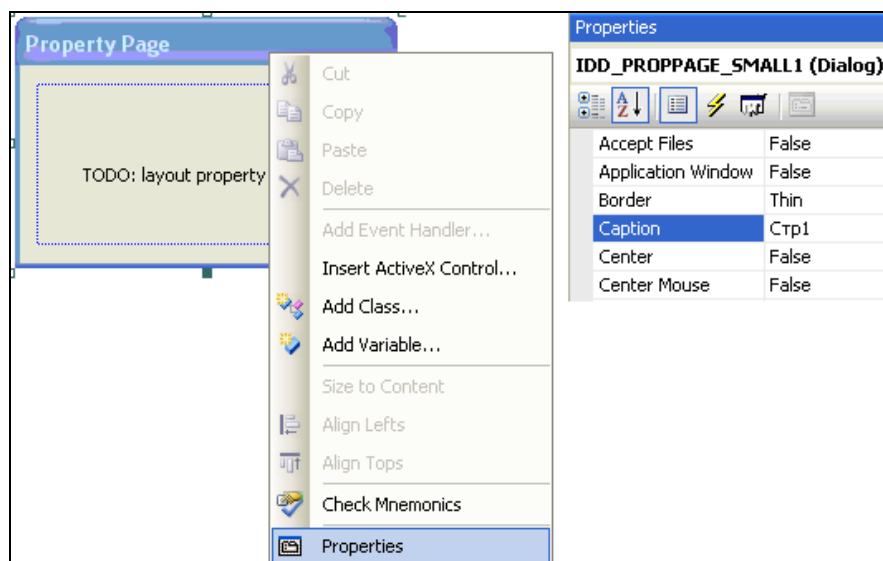 Property Page
TODO: layout property
Cut
Copy
Paste
Delete
Add Event Handler...
Insert ActiveX Control...
Add Class...
Add Variable...
Size to Content
Align Lefts
Align Tops
Check Mnemonics
Properties
Properties
IDD_PROPPAGE_SMALL1 (Dialog)
Accept Files False
Application Window False
Border Thin
Caption Стр1
Center False
Center Mouse False